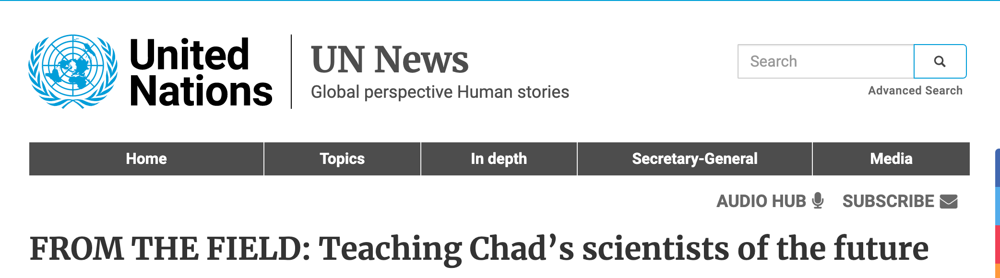 United
Nations
UN News
Global perspective Human stories
Search
Advanced Search
Home
Topics
In depth
Secretary-General
Media
AUDIO HUB
SUBSCRIBE
FROM THE FIELD: Teaching Chad’s scientists of the future